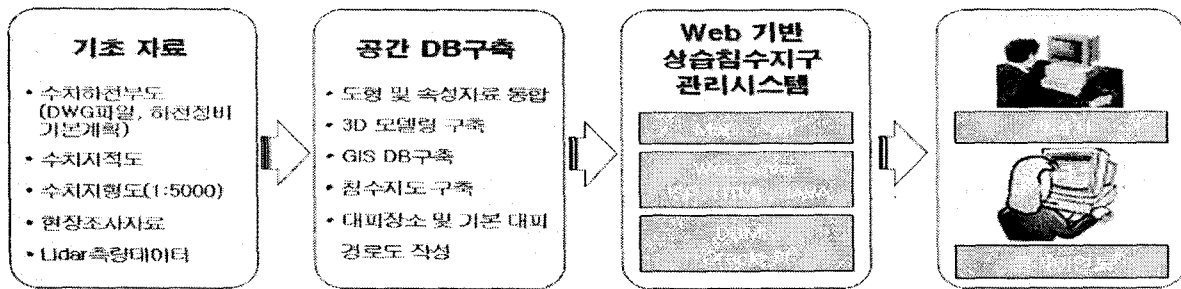 기초 자료
• 수치하천부도
(DWG파일, 하천정비
기본계획)
• 수치지적도
• 수치지형도(1:5000)
• 현장조사자료
• Lidar측량데이터
공간 DB구축
• 도형 및 속성자료 통합
• 3D 모델링 구축
• GIS DB구축
• 침수지도 구축
• 대피장소 및 기본 대피
경로도 작성
Web 기반
상습침수지구
관리시스템